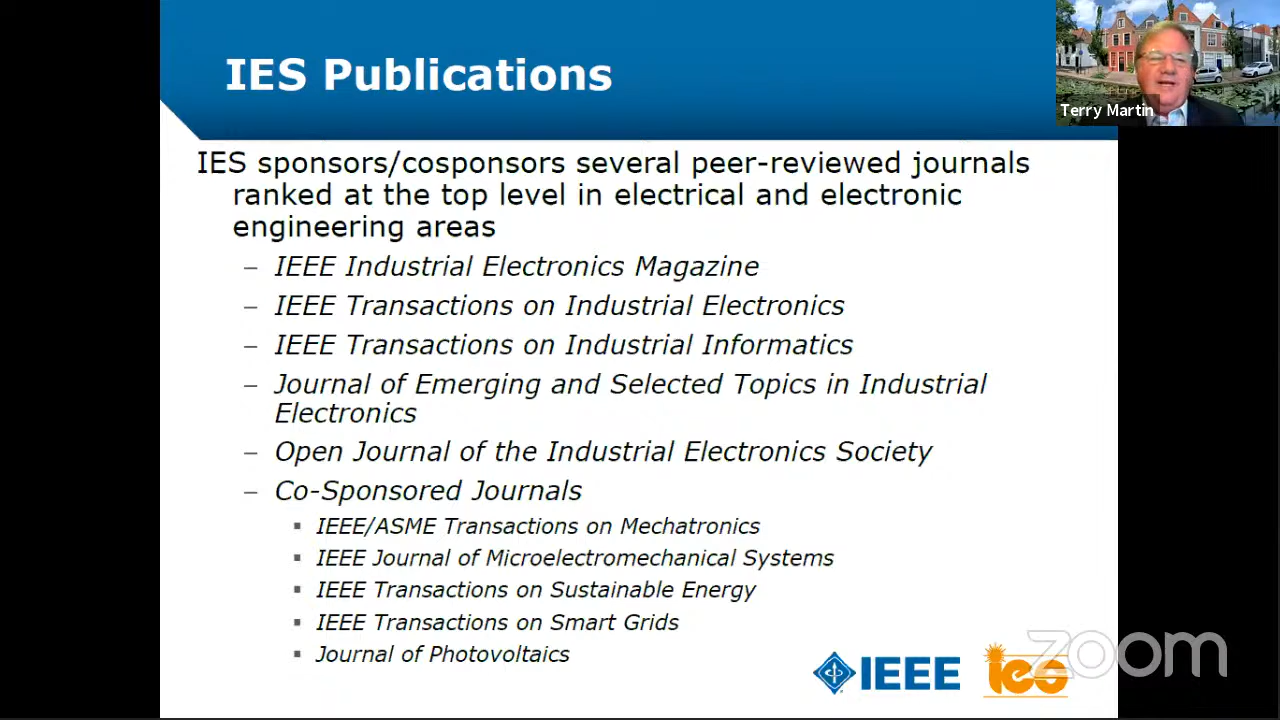 IES Publications
Terry Martin
IES sponsors/cosponsors several peer-reviewed journals
ranked at the top level in electrical and electronic
engineering areas
– IEEE Industrial Electronics Magazine
– IEEE Transactions on Industrial Electronics
– IEEE Transactions on Industrial Informatics
– Journal of Emerging and Selected Topics in Industrial
Electronics
– Open Journal of the Industrial Electronics Society
– Co-Sponsored Journals
▪ IEEE/ASME Transactions on Mechatronics
▪ IEEE Journal of Microelectromechanical Systems
▪ IEEE Transactions on Sustainable Energy
▪ IEEE Transactions on Smart Grids
▪ Journal of Photovoltaics
IEEE
ies
zoom